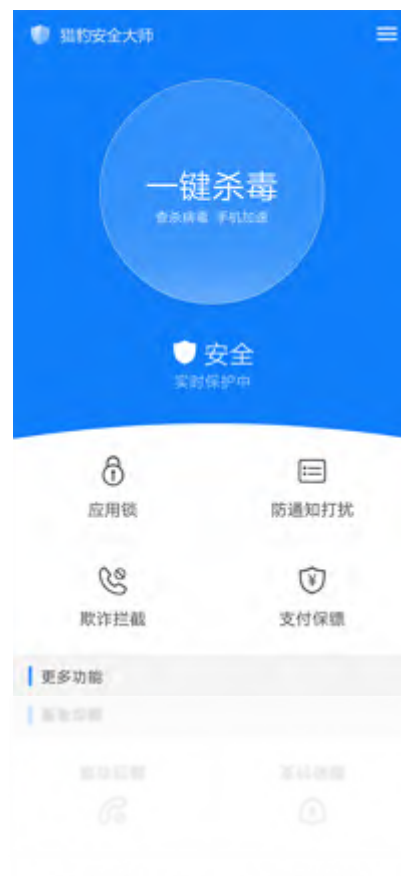 猎豹安全大师
一键杀毒
查杀病毒 手机加速
安全
实时保护中
应用锁
防通知打扰
欺诈拦截
支付保镖
更多功能